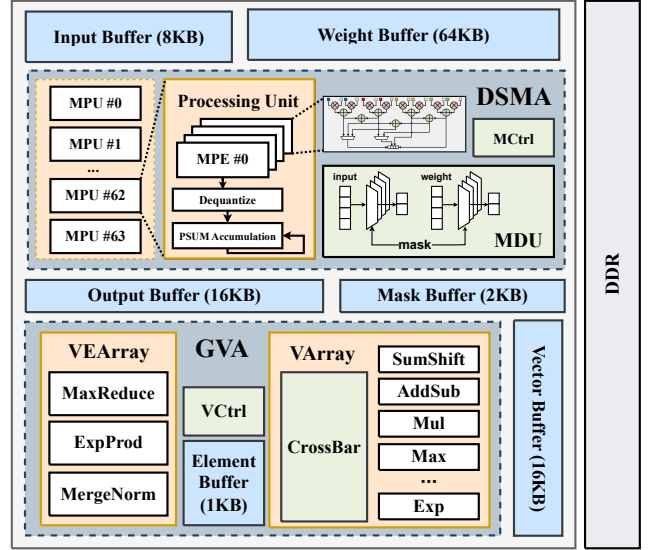 Input Buffer (8KB)
Weight Buffer (64KB)
MPU #0
MPU #1
...
MPU #62
MPU #63
Processing Unit
MPE #0
Dequantize
PSUM Accumulation
DSMA
MCtrl
input
weight
mask
MDU
Output Buffer (16KB)
Mask Buffer (2KB)
VEArray
MaxReduce
ExpProd
MergeNorm
GVA
VCtrl
Element
Buffer
(1KB)
VArray
CrossBar
SumShift
AddSub
Mul
Max
...
Exp
Vector Buffer (16KB)
DDR